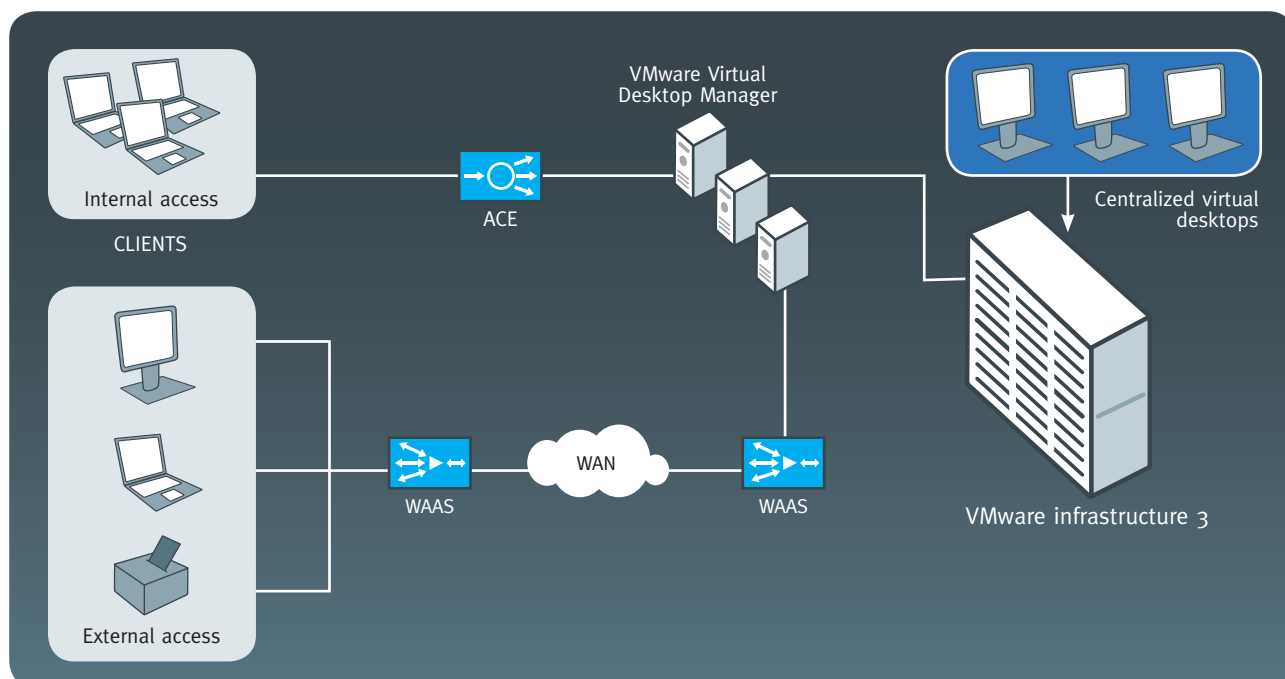 VMware Virtual
Desktop Manager
Internal access
ACE
Centralized virtual
desktops
CLIENTS
WAN
WAAS
WAAS
VMware infrastructure 3
External access